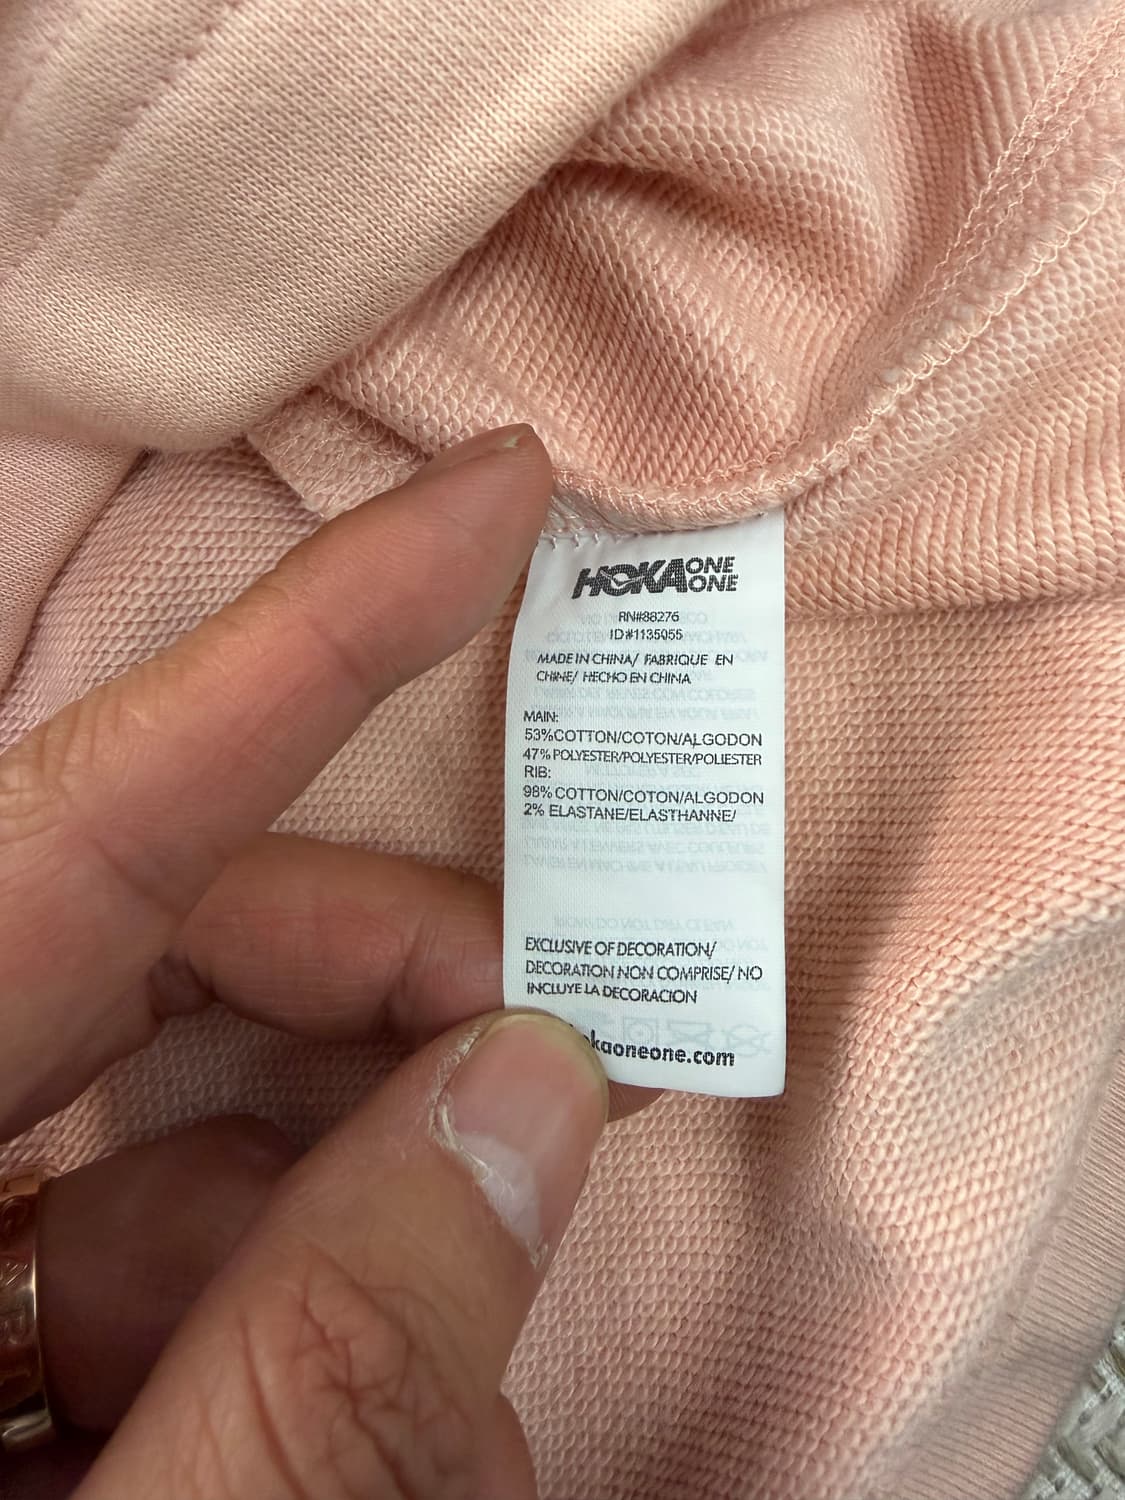 HOKA ONE ONE
RN#88276
ID#1135055
MADE IN CHINA/ FABRIQUE EN
CHINE/ HECHO EN CHINA
MAIN:
53%COTTON/COTON/ALGODON
47% POLYESTER/POLYESTER/POLIESTER
RIB:
98% COTTON/COTON/ALGODON
2% ELASTANE/ELASTHANNE/
EXCLUSIVE OF DECORATION/
DECORATION NON COMPRISE/ NO
INCLUYE LA DECORACION
kaoneone.com